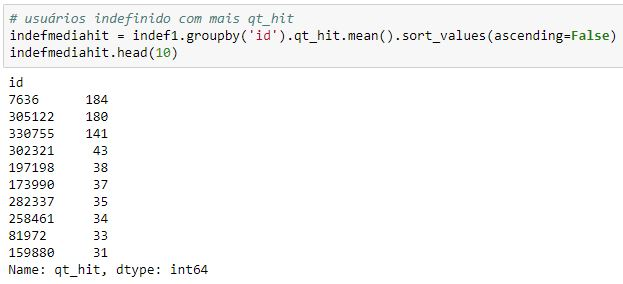 # usuários indefinido com mais qt_hit
indefmediahit = indef1.groupby('id').qt_hit.mean().sort_values(ascending=False)
indefmediahit.head(10)
id
7636      184
305122    180
330755    141
302321     43
197198     38
173990     37
282337     35
258461     34
81972      33
159880     31
Name: qt_hit, dtype: int64